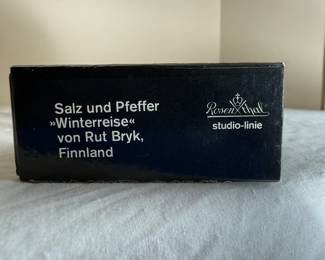 Salz und Pfeffer
»Winterreise«
von Rut Bryk,
Finnland
Rosenthal
studio-linie